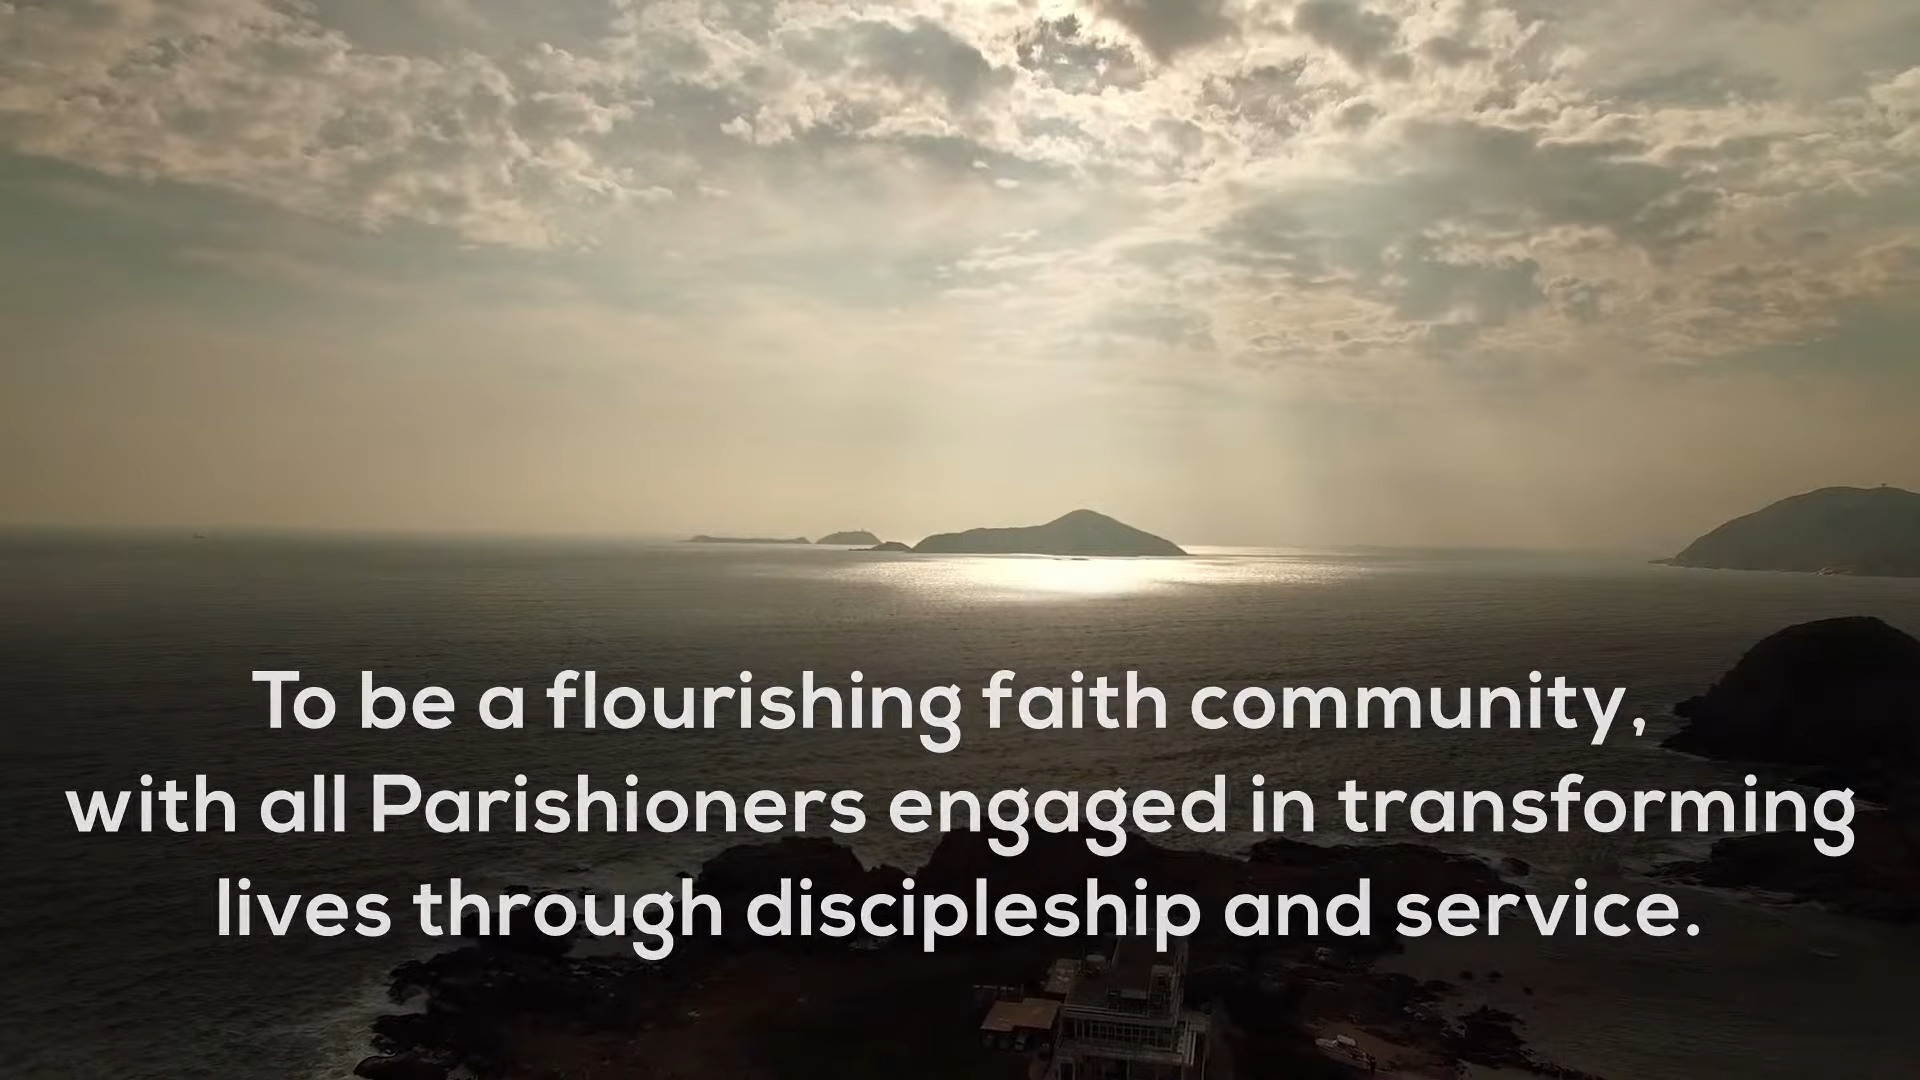 To be a flourishing faith community,
with all Parishioners engaged in transforming
lives through discipleship and service.